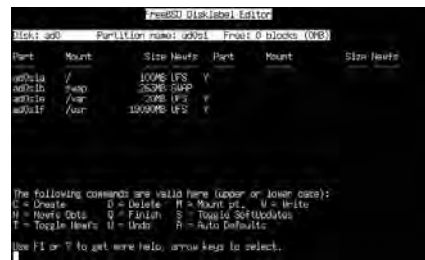 FreeBSD Disklabel Editor
Disk: ad0 Partition name: ad0s1 Free: 0 blocks (0MB)
Part Mount Size Newfs Part Mount Size Newfs
ad0s1a / 100MB UFS Y
ad0s1b swap 263MB SWAP
ad0s1e /var 20MB UFS Y
ad0s1f /usr 19090MB UFS Y
The following commands are valid here (upper or lower case):
C = Create D = Delete M = Mount pt. W = Write
N = Newfs Opts Q = Finish S = Toggle SoftUpdates
T = Toggle Newfs U = Undo A = Auto Defaults
Use F1 or ? to get more help, arrow keys to select.